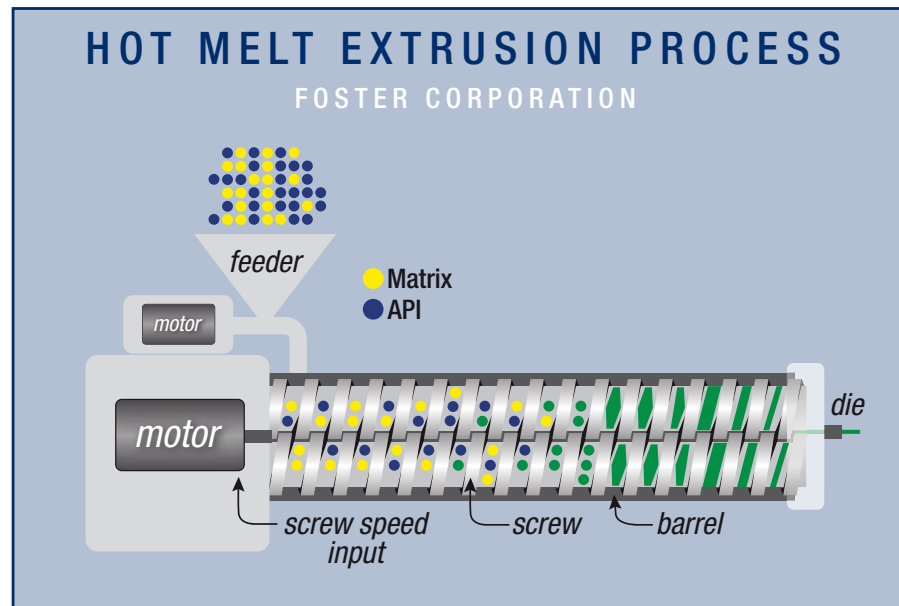 HOT MELT EXTRUSION PROCESS
FOSTER CORPORATION
feeder
Matrix
API
motor
motor
die
screw speed
input
screw
barrel